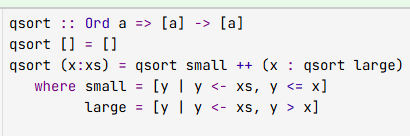 qsort :: Ord a => [a] -> [a]
qsort [] = []
qsort (x:xs) = qsort small ++ (x : qsort large)
   where small = [y | y <- xs, y <= x]
         large = [y | y <- xs, y > x]